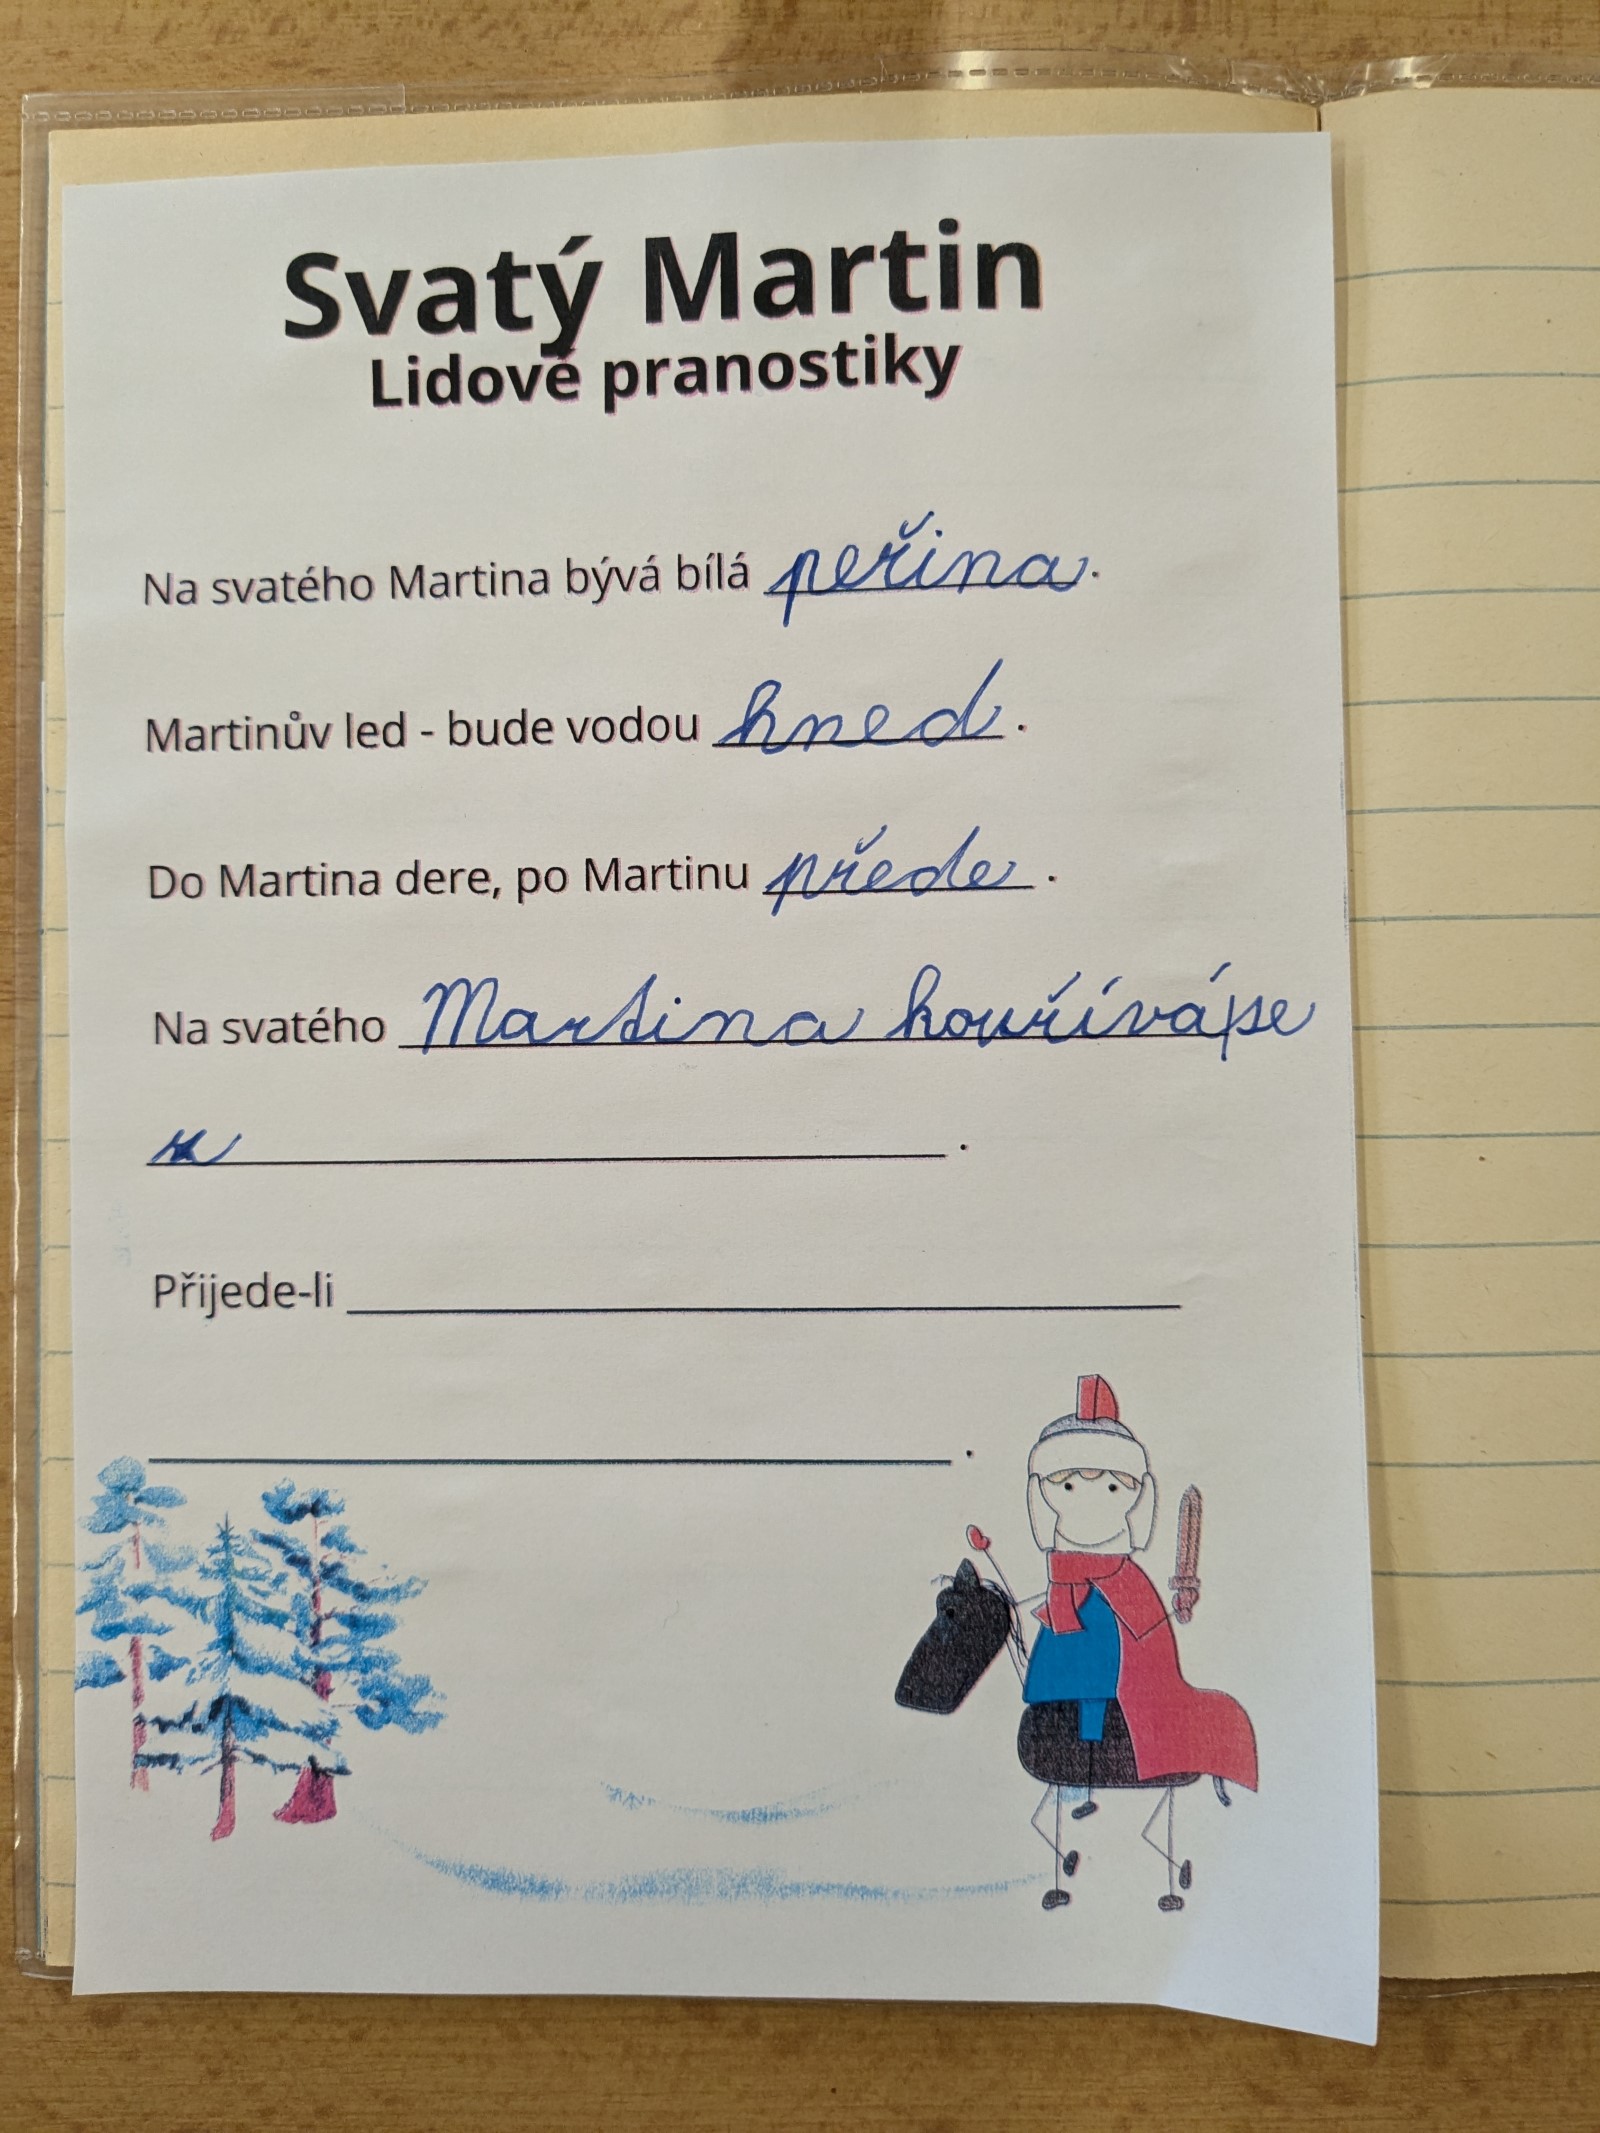 Svatý Martin
Lidové pranostiky
Na svatého Martina bývá bílá peřina.
Martinův led - bude vodou hned.
Do Martina dere, po Martinu přede.
Na svatého Martina kouřívá se
z
Přijede-li
.